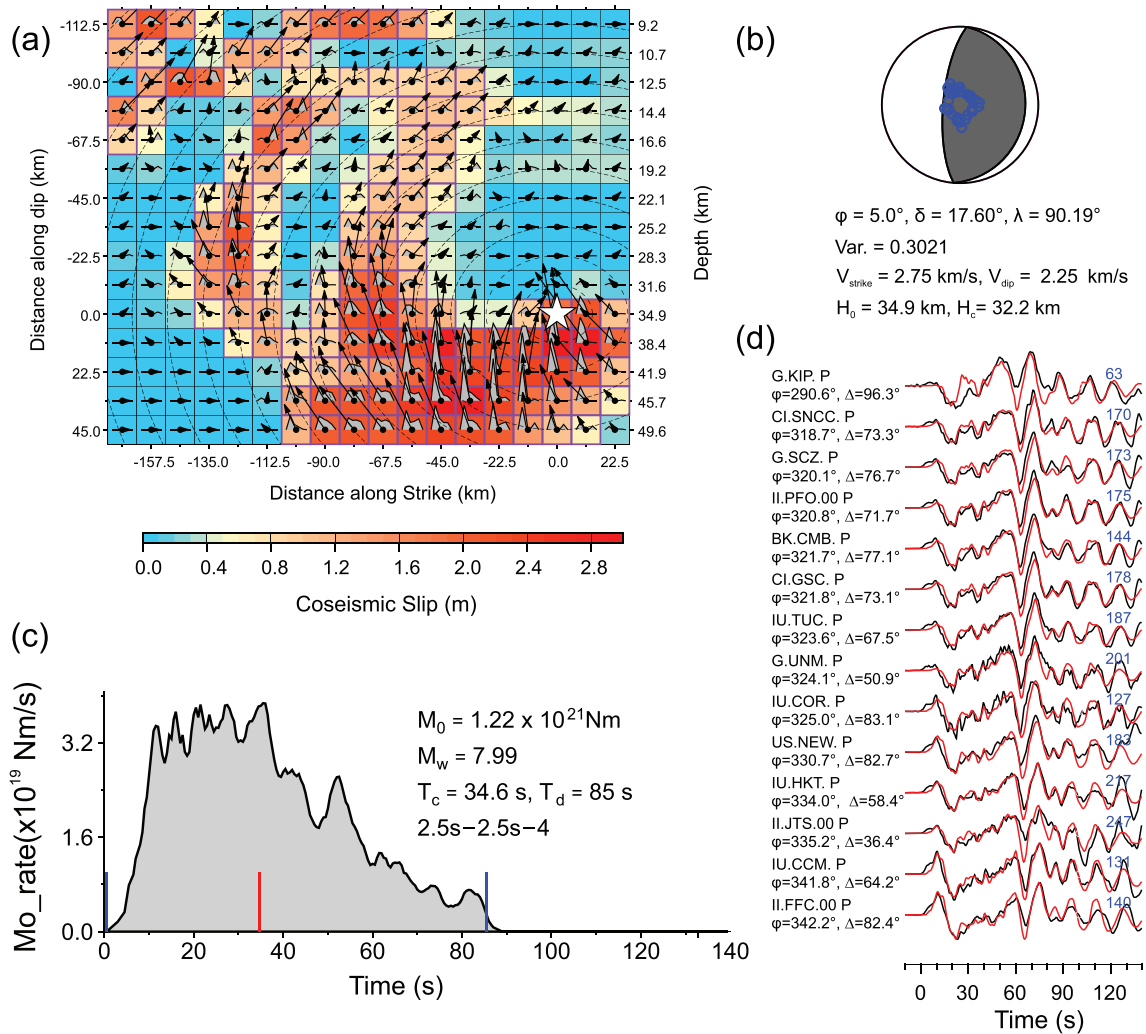 (a)
-112.5
-90.0
-67.5
-45.0
-22.5
0.0
22.5
45.0
Distance along dip (km)
9.2
10.7
12.5
14.4
16.6
19.2
22.1
25.2
28.3
31.6
34.9
38.4
41.9
45.7
49.6
Depth (km)
-157.5 -135.0 -112.5 -90.0 -67.5 -45.0 -22.5 0.0 22.5
Distance along Strike (km)
0.0 0.4 0.8 1.2 1.6 2.0 2.4 2.8
Coseismic Slip (m)
(b)
φ = 5.0°, δ = 17.60°, λ = 90.19°
Var. = 0.3021
V_strike = 2.75 km/s, V_dip = 2.25 km/s
H_0 = 34.9 km, H_c= 32.2 km
(c)
Mo_rate(x10^19 Nm/s)
3.2
1.6
0.0
M_0 = 1.22 x 10^21Nm
M_w = 7.99
T_c = 34.6 s, T_d = 85 s
2.5s−2.5s−4
0 20 40 60 80 100 120 140
Time (s)
(d)
G.KIP. P 63
φ=290.6°, Δ=96.3°
CI.SNCC. P 170
φ=318.7°, Δ=73.3°
G.SCZ. P 173
φ=320.1°, Δ=76.7°
II.PFO.00 P 175
φ=320.8°, Δ=71.7°
BK.CMB. P 144
φ=321.7°, Δ=77.1°
CI.GSC. P 178
φ=321.8°, Δ=73.1°
IU.TUC. P 187
φ=323.6°, Δ=67.5°
G.UNM. P 201
φ=324.1°, Δ=50.9°
IU.COR. P 127
φ=325.0°, Δ=83.1°
US.NEW. P 183
φ=330.7°, Δ=82.7°
IU.HKT. P 217
φ=334.0°, Δ=58.4°
II.JTS.00 P 247
φ=335.2°, Δ=36.4°
IU.CCM. P 131
φ=341.8°, Δ=64.2°
II.FFC.00 P 140
φ=342.2°, Δ=82.4°
0 30 60 90 120
Time (s)